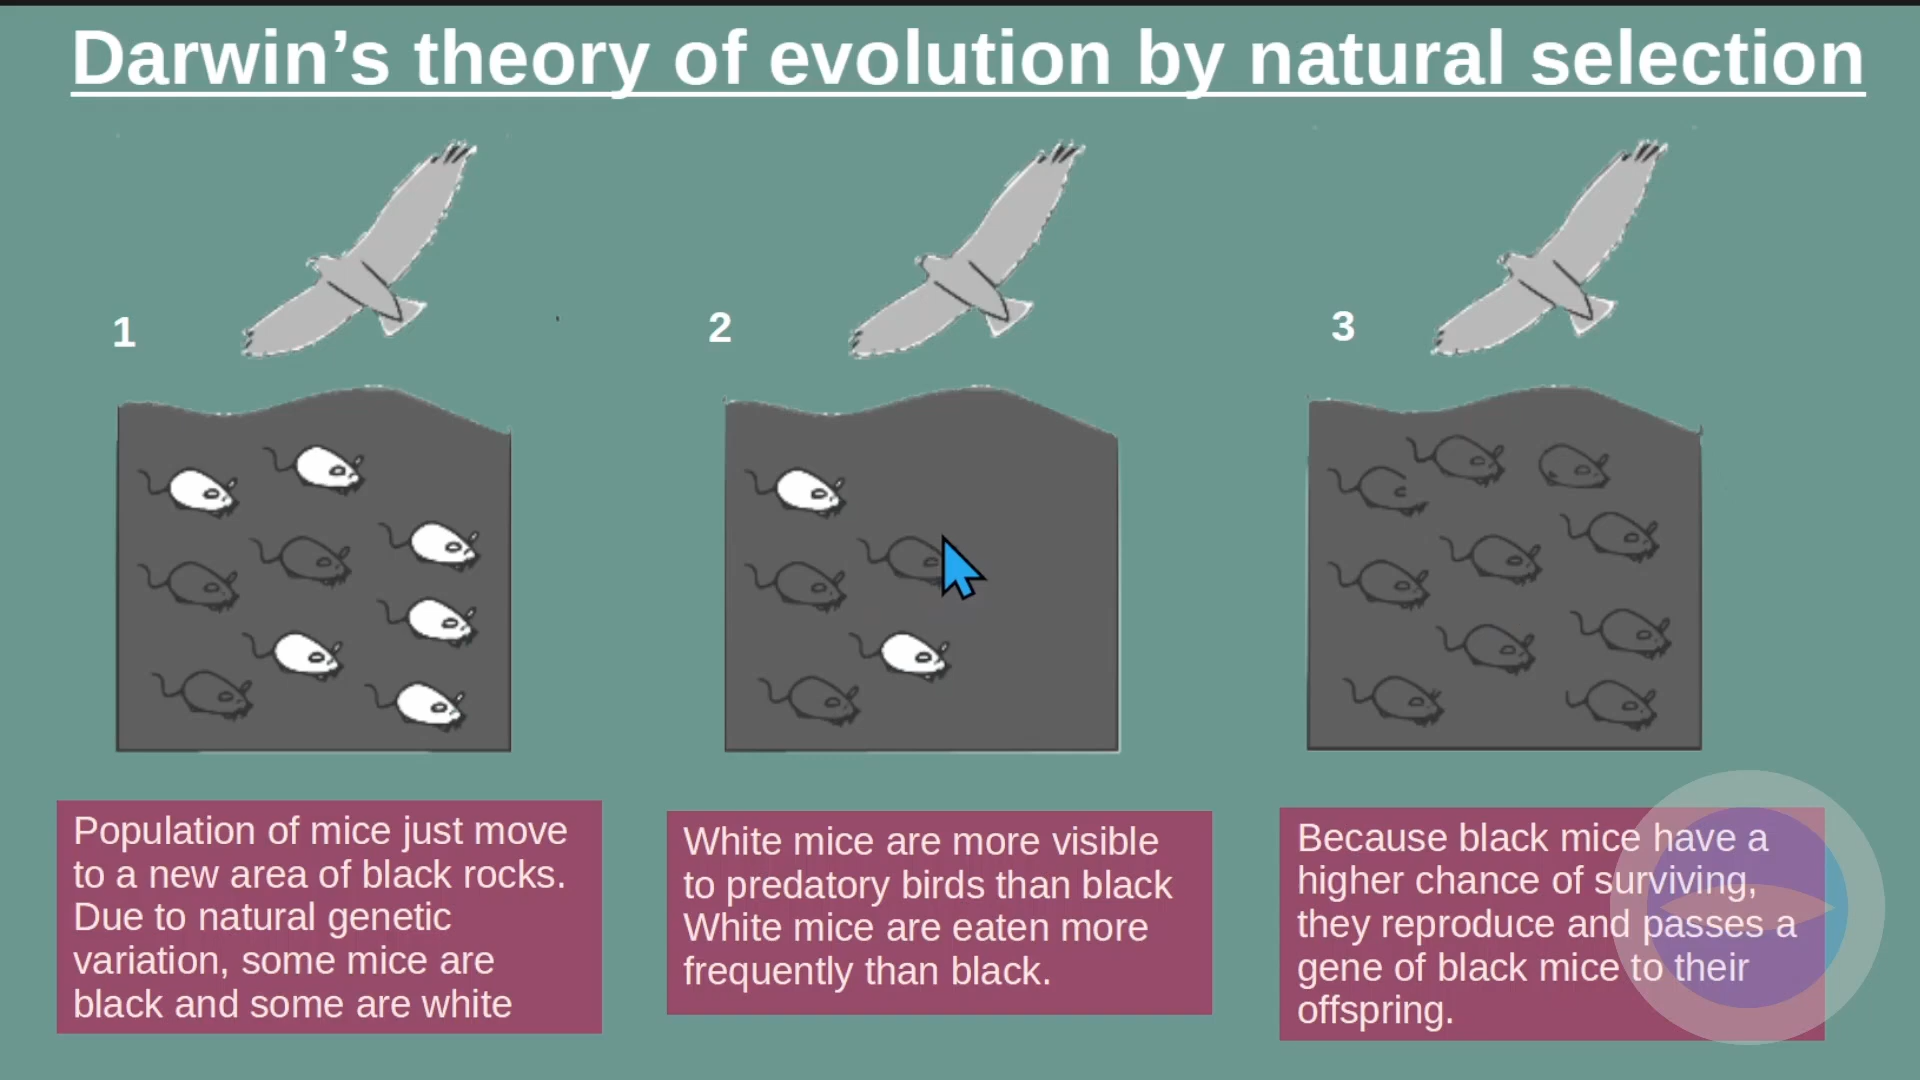 Darwin’s theory of evolution by natural selection
1
2
3
Population of mice just move
to a new area of black rocks.
Due to natural genetic
variation, some mice are
black and some are white
White mice are more visible
to predatory birds than black
White mice are eaten more
frequently than black.
Because black mice have a
higher chance of surviving,
they reproduce and passes a
gene of black mice to their
offspring.